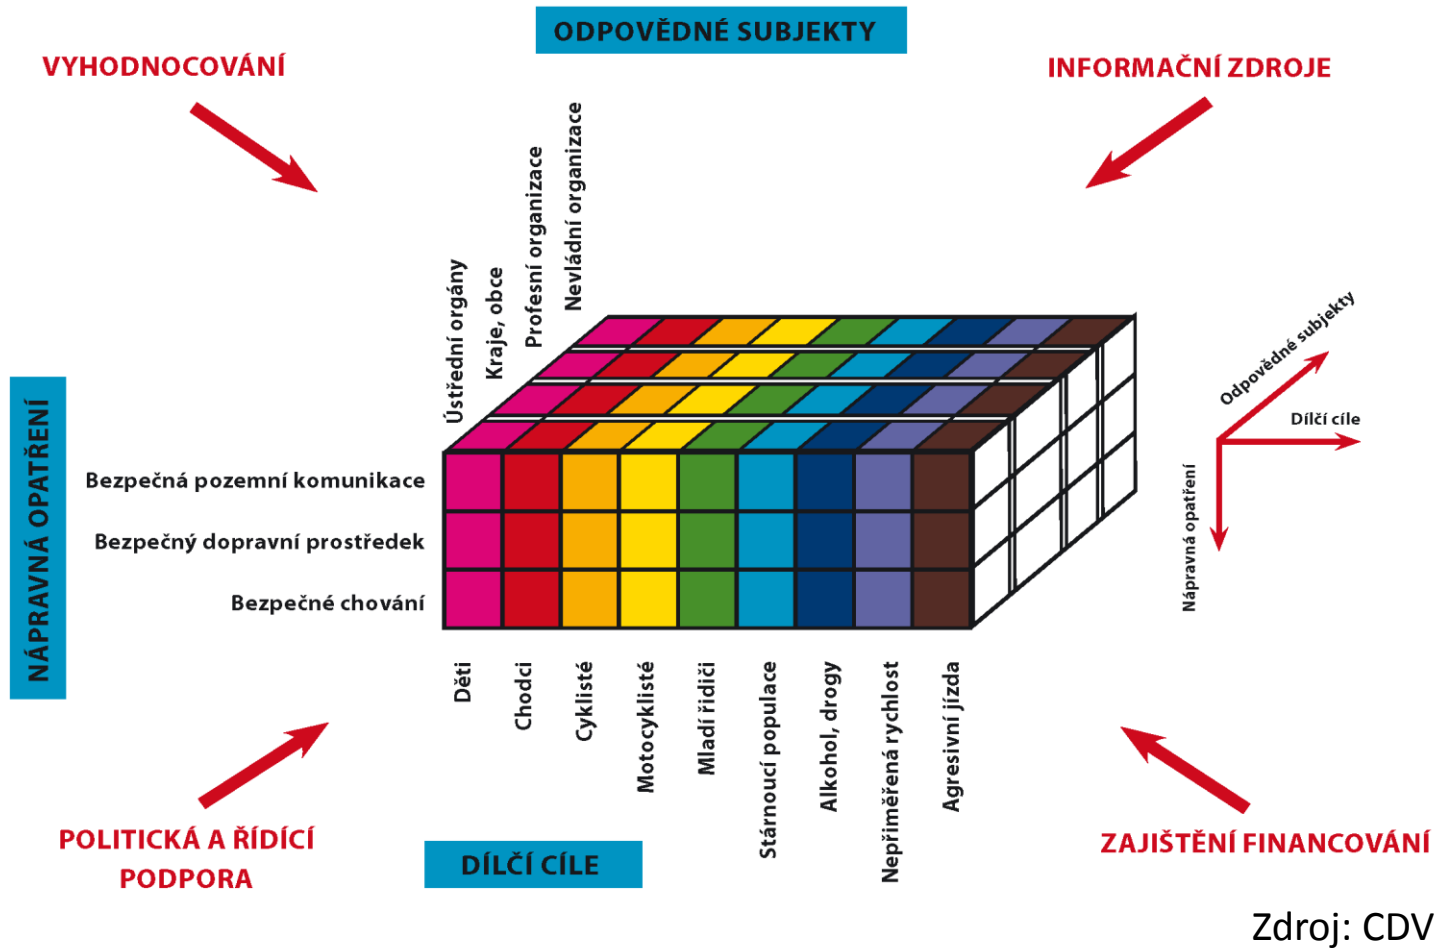 ODPOVĚDNÉ SUBJEKTY
VYHODNOCOVÁNÍ
INFORMAČNÍ ZDROJE
Ústřední orgány
Kraje, obce
Profesní organizace
Nevládní organizace
NÁPRAVNÁ OPATŘENÍ
Bezpečná pozemní komunikace
Bezpečný dopravní prostředek
Bezpečné chování
Odpovědné subjekty
Dílčí cíle
Nápravná opatření
Děti
Chodci
Cyklisté
Motocyklisté
Mladí řidiči
Stárnoucí populace
Alkohol, drogy
Nepřiměřená rychlost
Agresivní jízda
POLITICKÁ A ŘÍDÍCÍ
PODPORA
DÍLČÍ CÍLE
ZAJIŠTĚNÍ FINANCOVÁNÍ
Zdroj: CDV